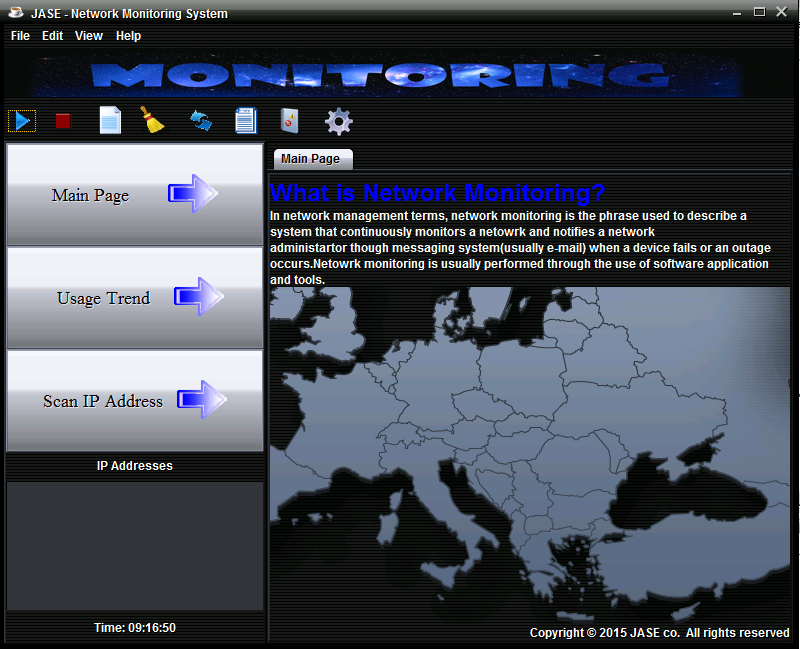 JASE - Network Monitoring System
File Edit View Help
MONITORING
Main Page
Usage Trend
Scan IP Address
IP Addresses
Time: 09:16:50
Main Page
What Is Network Monitoring?
In network management terms, network monitoring is the phrase used to describe a
system that continuously monitors a netowrk and notifies a network
administartor though messaging system(usually e-mail) when a device fails or an outage
occurs.Netowrk monitoring is usually performed through the use of software application
and tools.
Copyright © 2015 JASE co. All rights reserved